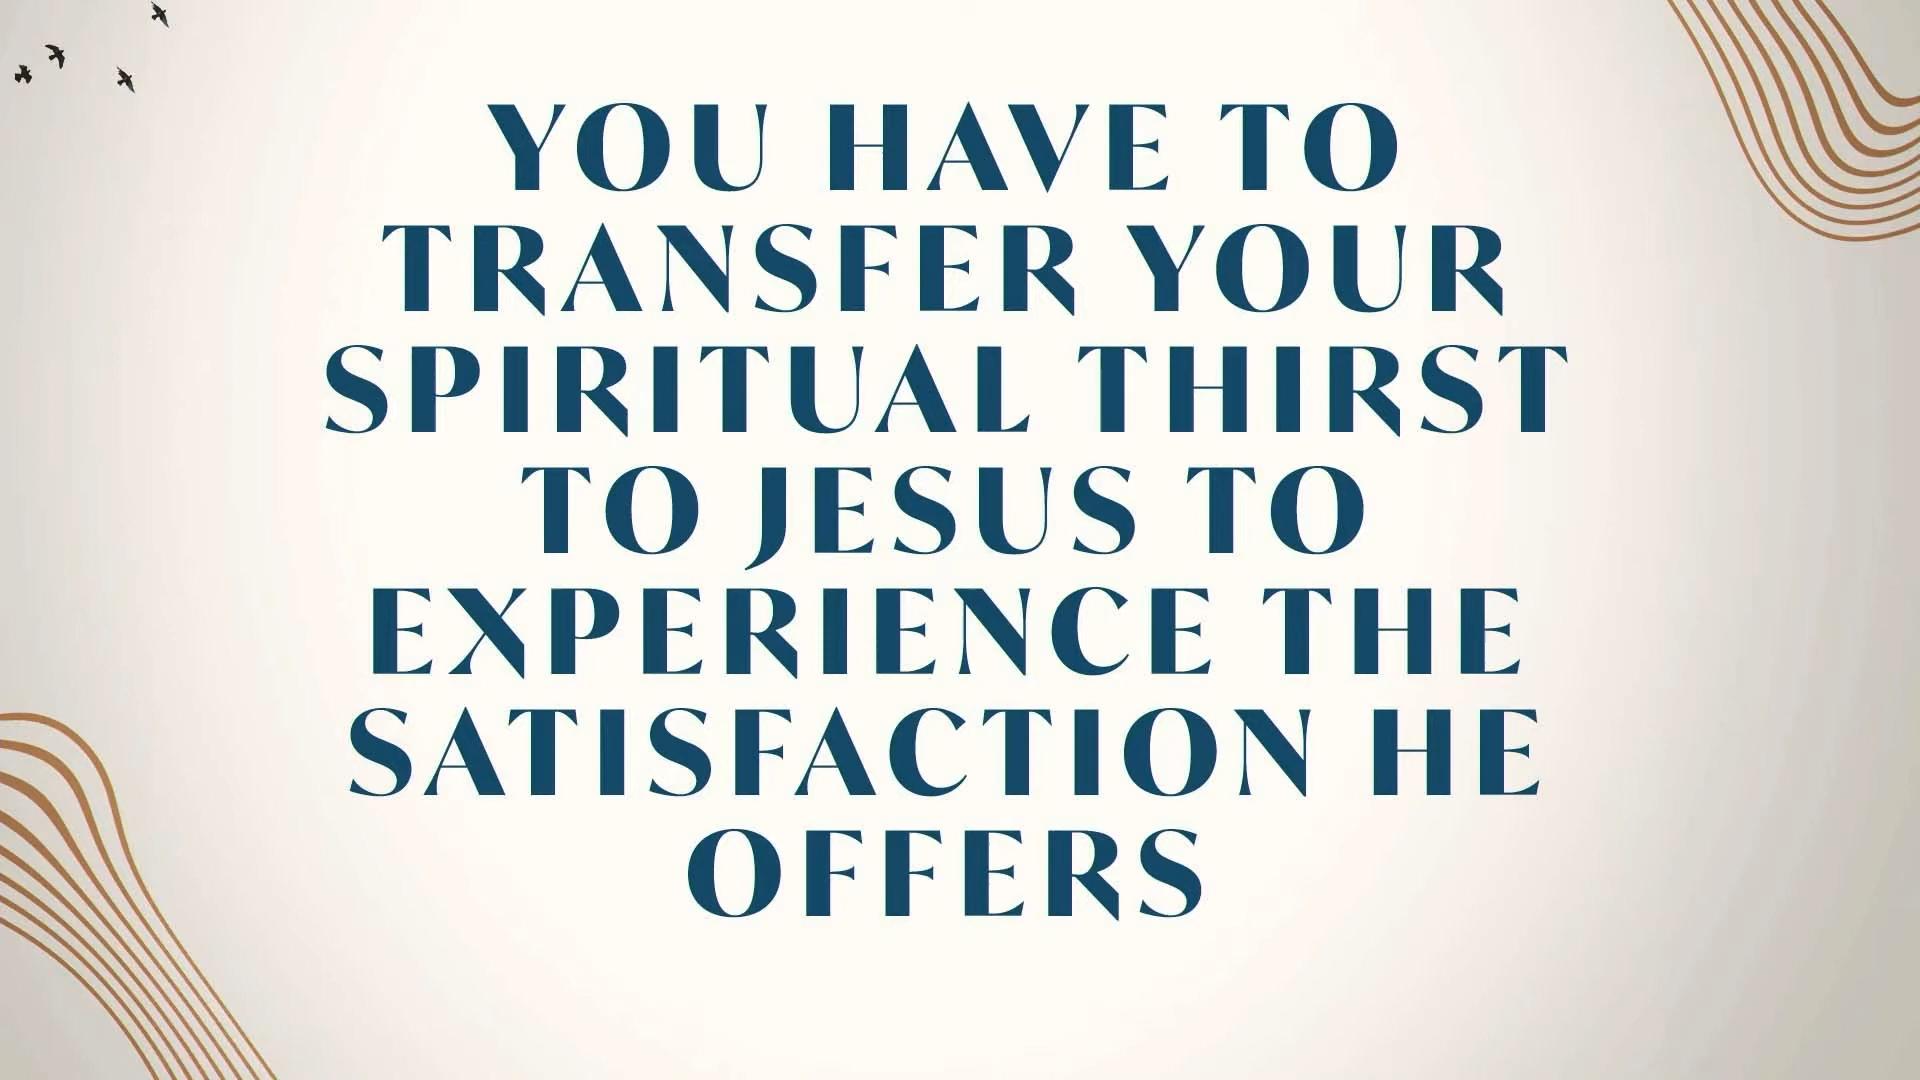 YOU HAVE TO
TRANSFER YOUR
SPIRITUAL THIRST
TO JESUS TO
EXPERIENCE THE
SATISFACTION HE
OFFERS